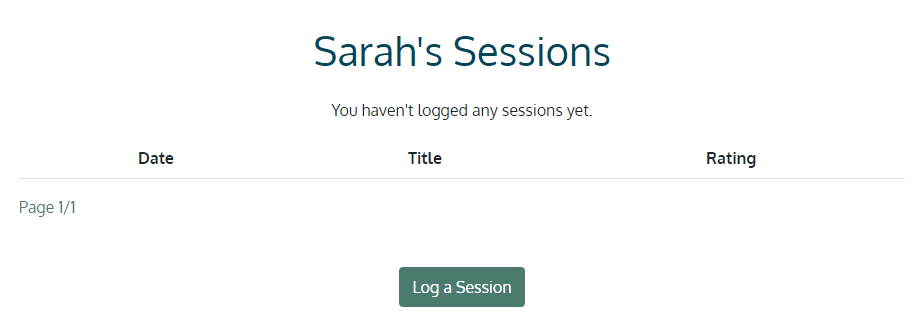 Sarah's Sessions
You haven't logged any sessions yet.
Date Title Rating
Page 1/1
Log a Session